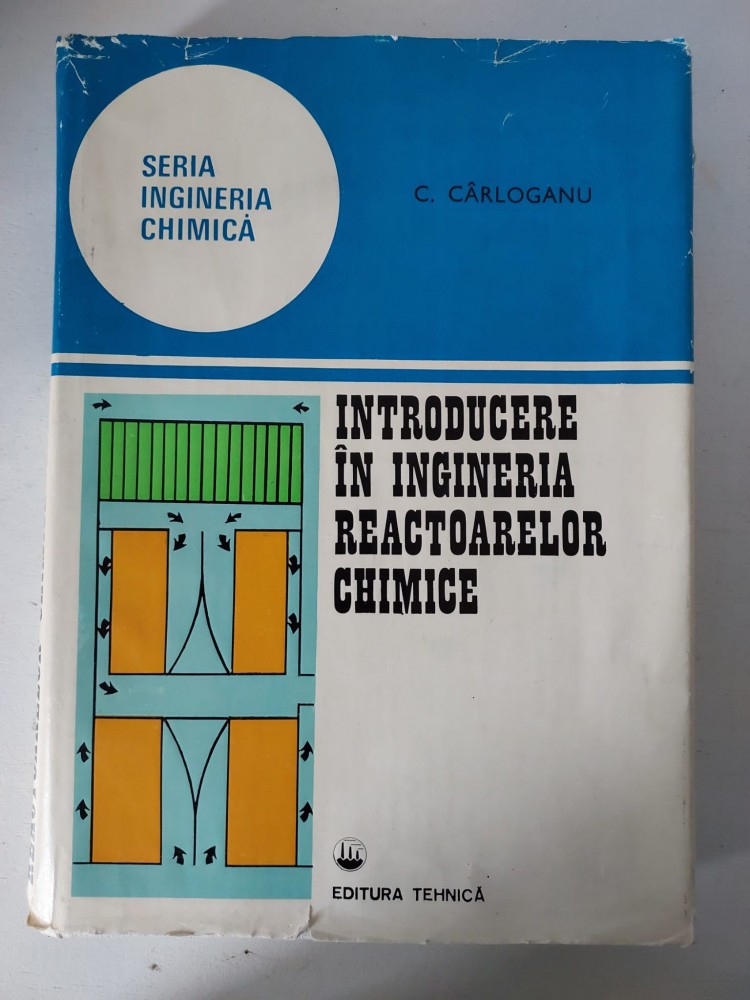 SERIA
INGINERIA
CHIMICĂ
C. CÂRLOGANU
INTRODUCERE
ÎN INGINERIA
REACTOARELOR
CHIMICE
EDITURA TEHNICĂ